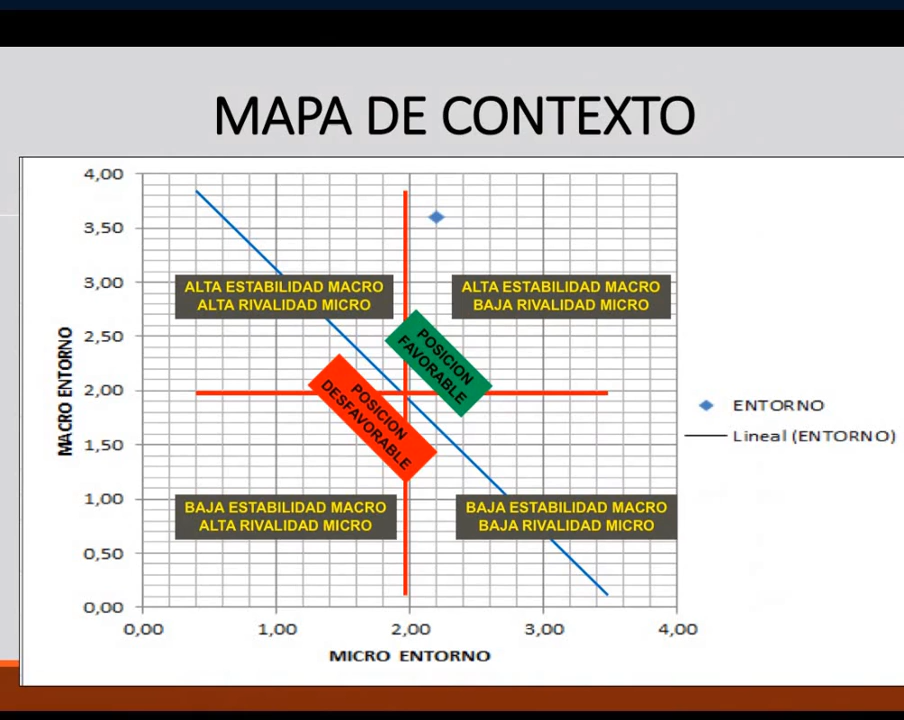 MAPA DE CONTEXTO
4,00
3,50
3,00
2,50
2,00
1,50
1,00
0,50
0,00
MACRO ENTORNO
ALTA ESTABILIDAD MACRO
ALTA RIVALIDAD MICRO
ALTA ESTABILIDAD MACRO
BAJA RIVALIDAD MICRO
POSICION
FAVORABLE
POSICION
DESFAVORABLE
BAJA ESTABILIDAD MACRO
ALTA RIVALIDAD MICRO
BAJA ESTABILIDAD MACRO
BAJA RIVALIDAD MICRO
0,00
1,00
2,00
3,00
4,00
MICRO ENTORNO
ENTORNO
Lineal (ENTORNO)